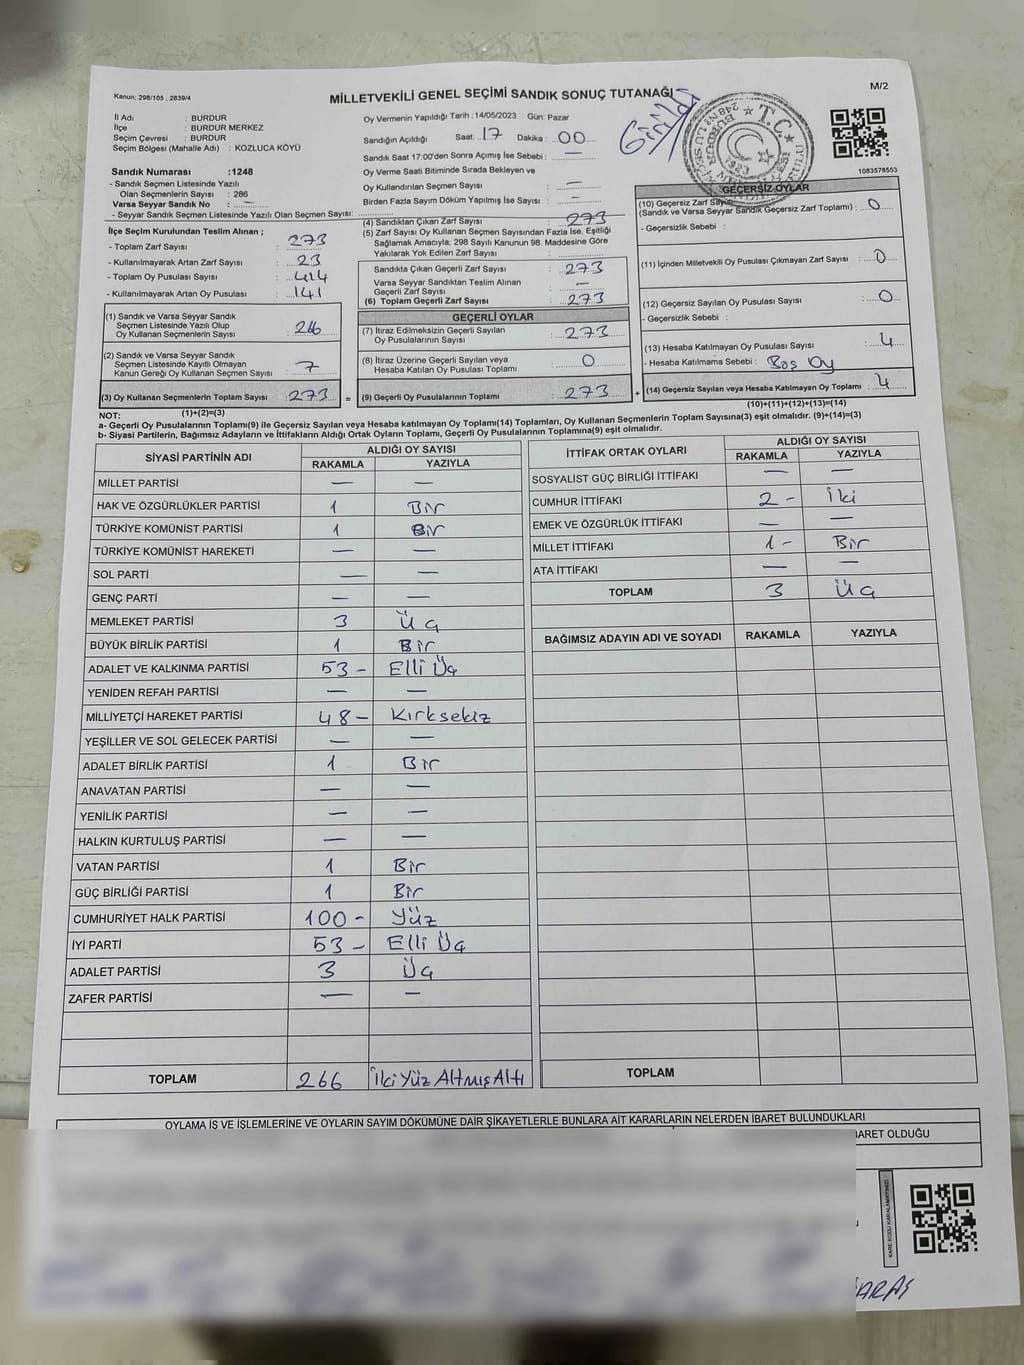 Kanun; 298/105 , 2839/4
MİLLETVEKİLİ GENEL SEÇİMİ SANDIK SONUÇ TUTANAĞI
M/2
İl Adı : BURDUR
İlçe : BURDUR MERKEZ
Seçim Çevresi : BURDUR
Seçim Bölgesi (Mahalle Adı) : KOZLUCA KÖYÜ
Sandık Numarası :1248
- Sandık Seçmen Listesinde Yazılı
Olan Seçmenlerin Sayısı : 286
Varsa Seyyar Sandık No : –
- Seyyar Sandık Seçmen Listesinde Yazılı Olan Seçmen Sayısı:
İlçe Seçim Kurulundan Teslim Alınan ;
- Toplam Zarf Sayısı : 273
- Kullanılmayarak Artan Zarf Sayısı : 23
- Toplam Oy Pusulası Sayısı : 414
- Kullanılmayarak Artan Oy Pusulası : 141
(1) Sandık ve Varsa Seyyar Sandık
Seçmen Listesinde Yazılı Olup
Oy Kullanan Seçmenlerin Sayısı : 266
(2) Sandık ve Varsa Seyyar Sandık
Seçmen Listesinde Kayıtlı Olmayan
Kanun Gereği Oy Kullanan Seçmen Sayısı : 7
(3) Oy Kullanan Seçmenlerin Toplam Sayısı : 273 =
(1)+(2)=(3)
Oy Vermenin Yapıldığı Tarih :14/05/2023 Gün: Pazar
Sandığın Açıldığı Saat: 17 Dakika : 00
Sandık Saat 17:00'den Sonra Açımış İse Sebebi : —
Oy Verme Saati Bitiminde Sırada Bekleyen ve
Oy Kullandırılan Seçmen Sayısı : –
Birden Fazla Sayım Döküm Yapılmış İse Sayısı : –
(4) Sandıktan Çıkan Zarf Sayısı : 273
(5) Zarf Sayısı Oy Kullanan Seçmen Sayısından Fazla İse, Eşitliği
Sağlamak Amacıyla; 298 Sayılı Kanunun 98. Maddesine Göre
Yakılarak Yok Edilen Zarf Sayısı :
Sandıkta Çıkan Geçerli Zarf Sayısı : 273
Varsa Seyyar Sandıktan Teslim Alınan
Geçerli Zarf Sayısı : —
(6) Toplam Geçerli Zarf Sayısı : 273
GEÇERLİ OYLAR
(7) İtiraz Edilmeksizin Geçerli Sayılan
Oy Pusulalarının Sayısı : 273
(8) İtiraz Üzerine Geçerli Sayılan veya
Hesaba Katılan Oy Pusulası Toplamı : 0
(9) Geçerli Oy Pusulalarının Toplamı : 273 +
T.C.
1923
1083578553
GEÇERSİZ OYLAR
(10) Geçersiz Zarf Sayısı
(Sandık ve Varsa Seyyar Sandık Geçersiz Zarf Toplamı) : 0
- Geçersizlik Sebebi :
(11) İçinden Milletvekili Oy Pusulası Çıkmayan Zarf Sayısı : 0
(12) Geçersiz Sayılan Oy Pusulası Sayısı : 0
- Geçersizlik Sebebi :
(13) Hesaba Katılmayan Oy Pusulası Sayısı : 4
- Hesaba Katılmama Sebebi : Boş Oy
(14) Geçersiz Sayılan veya Hesaba Katılmayan Oy Toplamı : 4
(10)+(11)+(12)+(13)=(14)
NOT:
a- Geçerli Oy Pusulalarının Toplamı(9) ile Geçersiz Sayılan veya Hesaba katılmayan Oy Toplamı(14) Toplamları, Oy Kullanan Seçmenlerin Toplam Sayısına(3) eşit olmalıdır. (9)+(14)=(3)
b- Siyasi Partilerin, Bağımsız Adayların ve İttifakların Aldığı Ortak Oyların Toplamı, Geçerli Oy Pusulalarının Toplamına(9) eşit olmalıdır.
SİYASİ PARTİNİN ADI ALDIĞI OY SAYISI
RAKAMLA YAZIYLA
MİLLET PARTİSİ — —
HAK VE ÖZGÜRLÜKLER PARTİSİ 1 Bir
TÜRKİYE KOMÜNİST PARTİSİ 1 Bir
TÜRKİYE KOMÜNİST HAREKETİ — —
SOL PARTİ — —
GENÇ PARTİ — —
MEMLEKET PARTİSİ 3 Üç
BÜYÜK BİRLİK PARTİSİ 1 Bir
ADALET VE KALKINMA PARTİSİ 53 – Elli Üç
YENİDEN REFAH PARTİSİ — —
MİLLİYETÇİ HAREKET PARTİSİ 48 – Kırksekiz
YEŞİLLER VE SOL GELECEK PARTİSİ — —
ADALET BİRLİK PARTİSİ 1 Bir
ANAVATAN PARTİSİ — —
YENİLİK PARTİSİ — —
HALKIN KURTULUŞ PARTİSİ — —
VATAN PARTİSİ 1 Bir
GÜÇ BİRLİĞİ PARTİSİ 1 Bir
CUMHURİYET HALK PARTİSİ 100 – Yüz
İYİ PARTİ 53 – Elli Üç
ADALET PARTİSİ 3 Üç
ZAFER PARTİSİ — —
TOPLAM 266 İki Yüz Altmış Altı
İTTİFAK ORTAK OYLARI ALDIĞI OY SAYISI
RAKAMLA YAZIYLA
SOSYALİST GÜÇ BİRLİĞİ İTTİFAKI — —
CUMHUR İTTİFAKI 2 – İki
EMEK VE ÖZGÜRLÜK İTTİFAKI — —
MİLLET İTTİFAKI 1 – Bir
ATA İTTİFAKI — —
TOPLAM 3 Üç
BAĞIMSIZ ADAYIN ADI VE SOYADI RAKAMLA YAZIYLA
TOPLAM
OYLAMA İŞ VE İŞLEMLERİNE VE OYLARIN SAYIM DÖKÜMÜNE DAİR ŞİKAYETLERLE BUNLARA AİT KARARLARIN NELERDEN İBARET BULUNDUKLARI
BARET OLDUĞU
KARE KODU KARALAMAYINIZ!